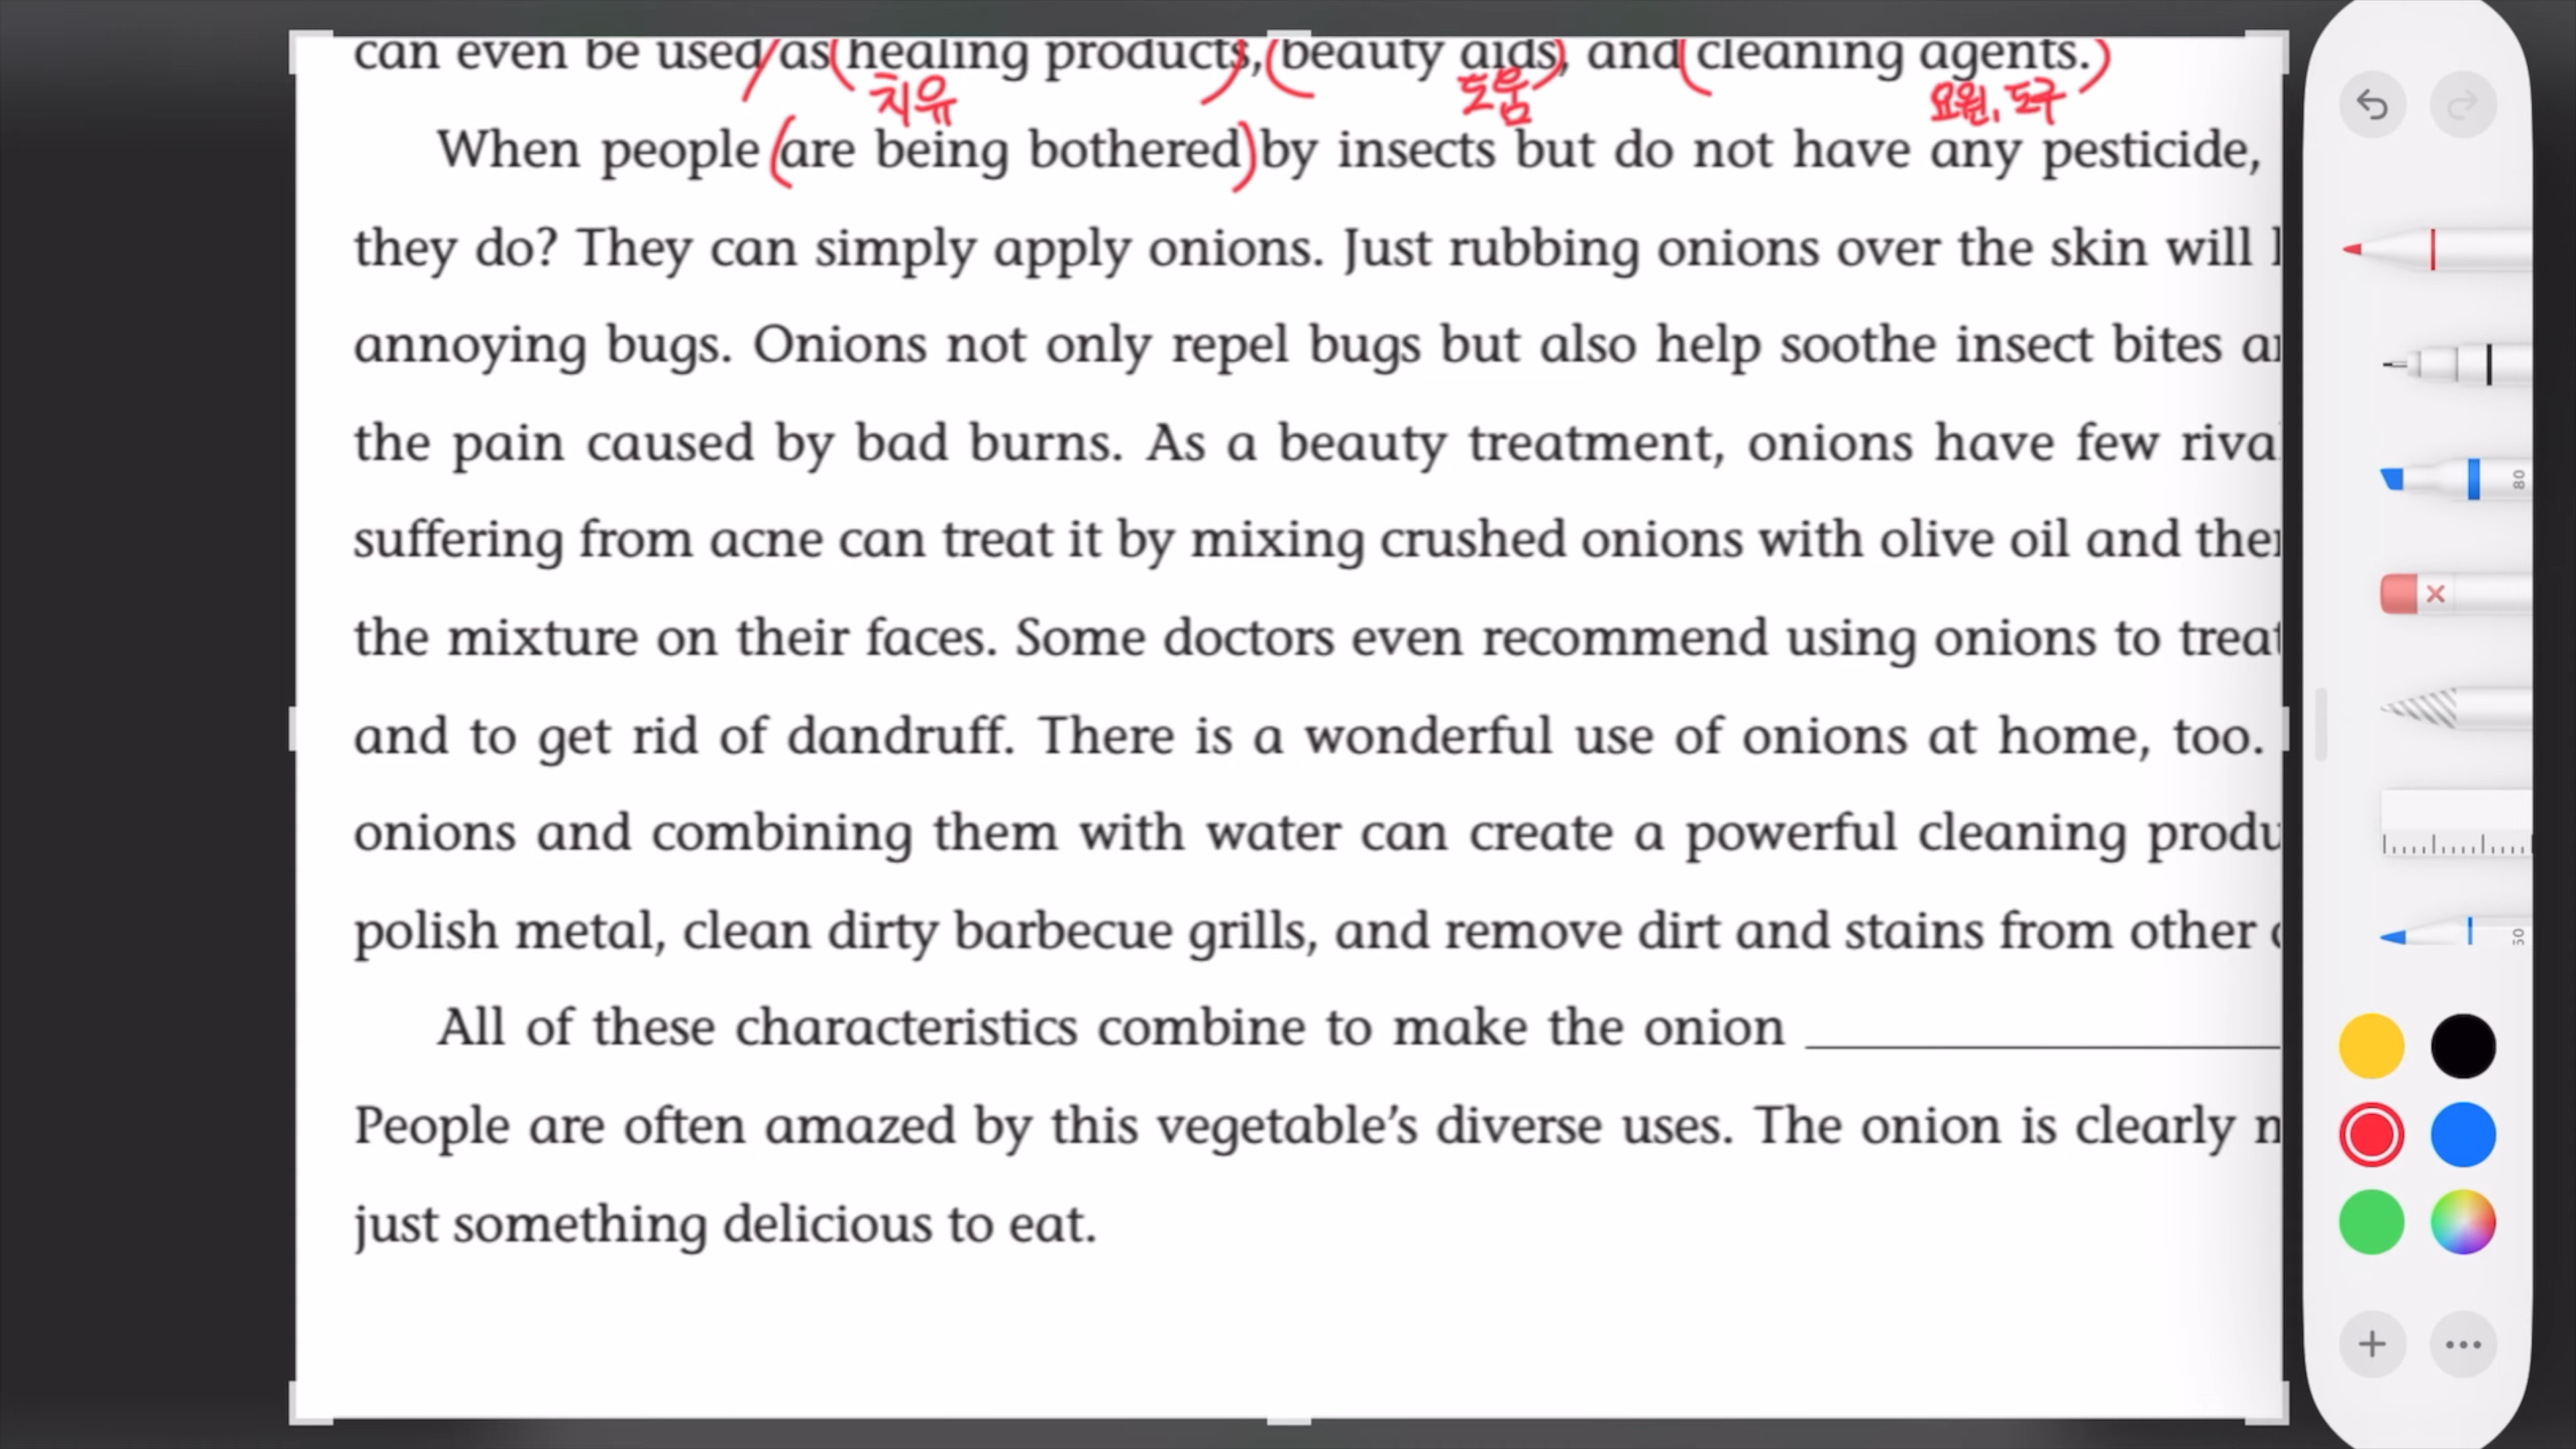 can even be used as healing products, beauty aids, and cleaning agents.
치유 도움 요원, 도구
When people are being bothered by insects but do not have any pesticide,
they do? They can simply apply onions. Just rubbing onions over the skin will
annoying bugs. Onions not only repel bugs but also help soothe insect bites
the pain caused by bad burns. As a beauty treatment, onions have few
suffering from acne can treat it by mixing crushed onions with olive oil and
the mixture on their faces. Some doctors even recommend using onions to treat
and to get rid of dandruff. There is a wonderful use of onions at home, too.
onions and combining them with water can create a powerful cleaning
polish metal, clean dirty barbecue grills, and remove dirt and stains from other
All of these characteristics combine to make the onion
People are often amazed by this vegetable's diverse uses. The onion is clearly
just something delicious to eat.
80
50